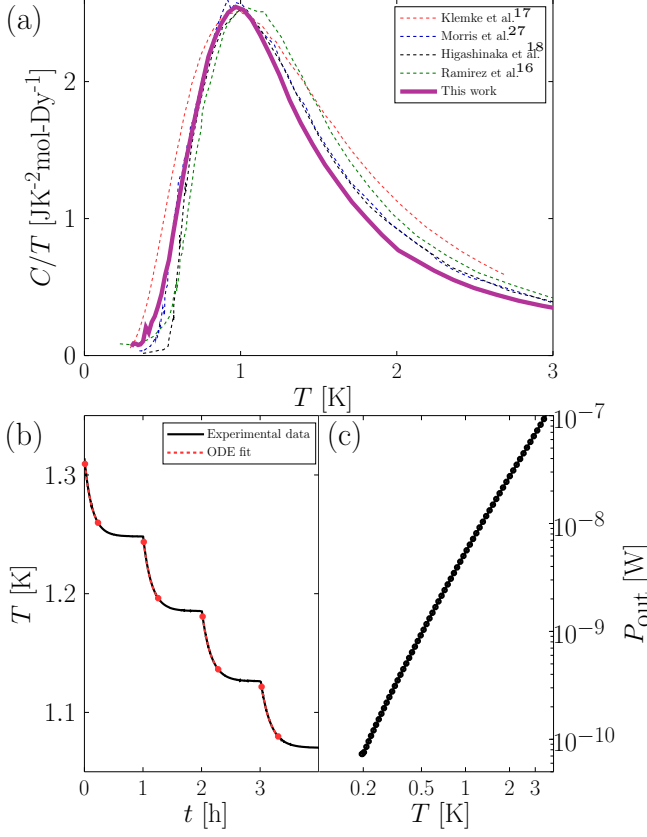 (a)
Klemke et al.17
Morris et al.27
Higashinaka et al.18
Ramirez et al.16
This work
C/T [JK-2mol-Dy-1]
2
1
0
0 1 2 3
T [K]
(b)
Experimental data
ODE fit
T [K]
1.3
1.2
1.1
0 1 2 3
t [h]
(c)
10-7
10-8
10-9
10-10
Pout [W]
0.2 0.5 1 2 3
T [K]